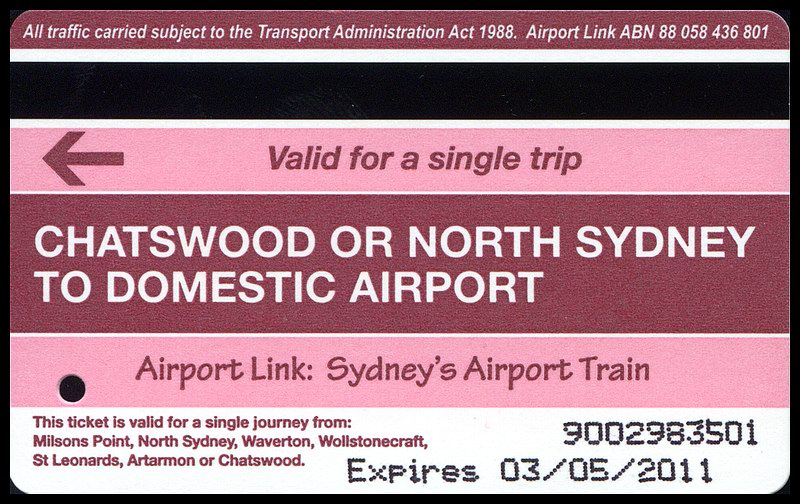 All traffic carried subject to the Transport Administration Act 1988. Airport Link ABN 88 058 436 801
Valid for a single trip
CHATSWOOD OR NORTH SYDNEY
TO DOMESTIC AIRPORT
Airport Link: Sydney's Airport Train
This ticket is valid for a single journey from:
Milsons Point, North Sydney, Waverton, Wollstonecraft,
St Leonards, Artarmon or Chatswood.
9002983501
Expires 03/05/2011